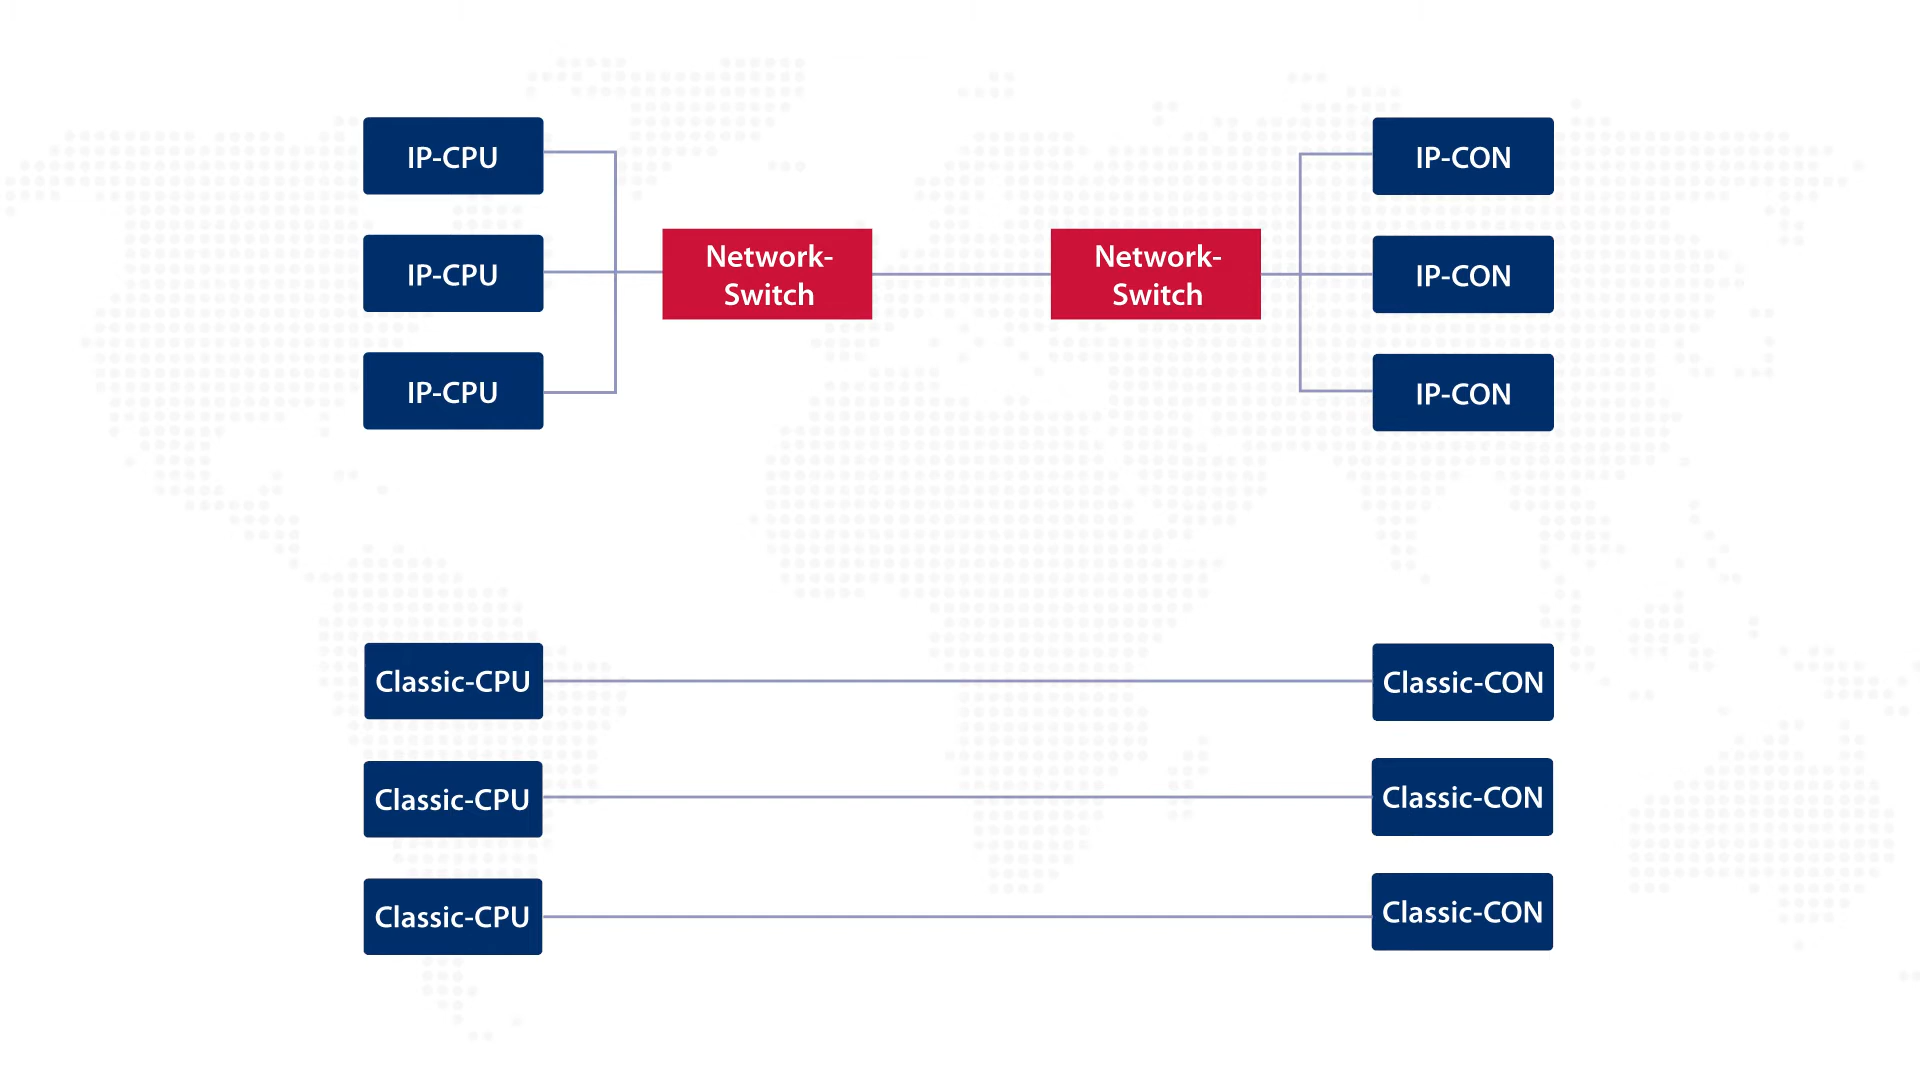 IP-CPU
IP-CPU
IP-CPU
Network-
Switch
Network-
Switch
IP-CON
IP-CON
IP-CON
Classic-CPU
Classic-CON
Classic-CPU
Classic-CON
Classic-CPU
Classic-CON